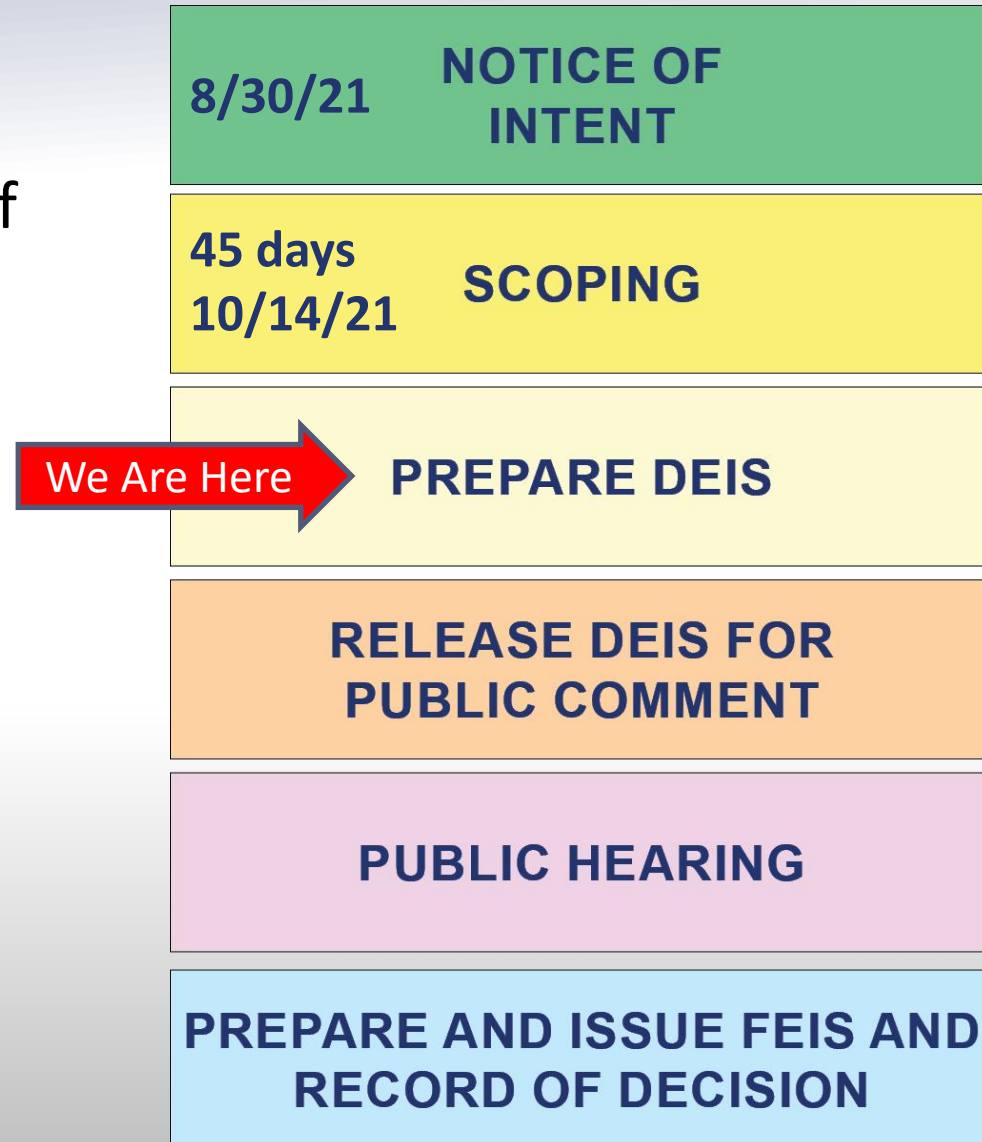 8/30/21
NOTICE OF
INTENT
f
45 days
10/14/21
SCOPING
We Are Here
PREPARE DEIS
RELEASE DEIS FOR
PUBLIC COMMENT
PUBLIC HEARING
PREPARE AND ISSUE FEIS AND
RECORD OF DECISION